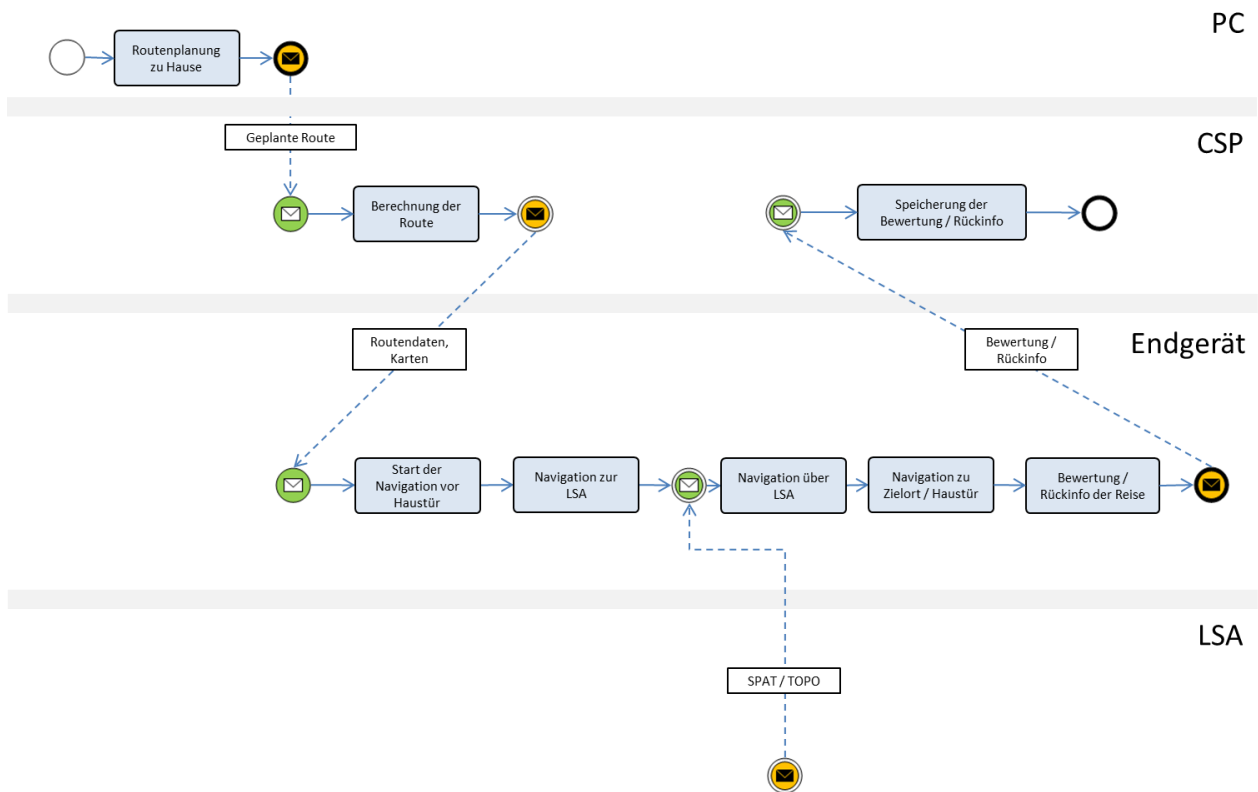 PC
Routenplanung
zu Hause
Geplante Route
CSP
Berechnung der
Route
Speicherung der
Bewertung / Rückinfo
Routendaten,
Karten
Bewertung /
Rückinfo
Endgerät
Start der
Navigation vor
Haustür
Navigation zur
LSA
Navigation über
LSA
Navigation zu
Zielort / Haustür
Bewertung /
Rückinfo der Reise
LSA
SPAT / TOPO